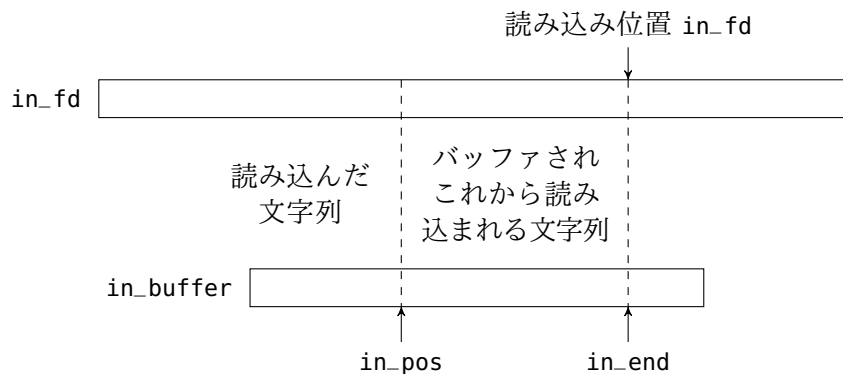 読み込み位置 in_fd
in_fd
読み込んだ
文字列
バッファされ
これから読み
込まれる文字列
in_buffer
in_pos
in_end